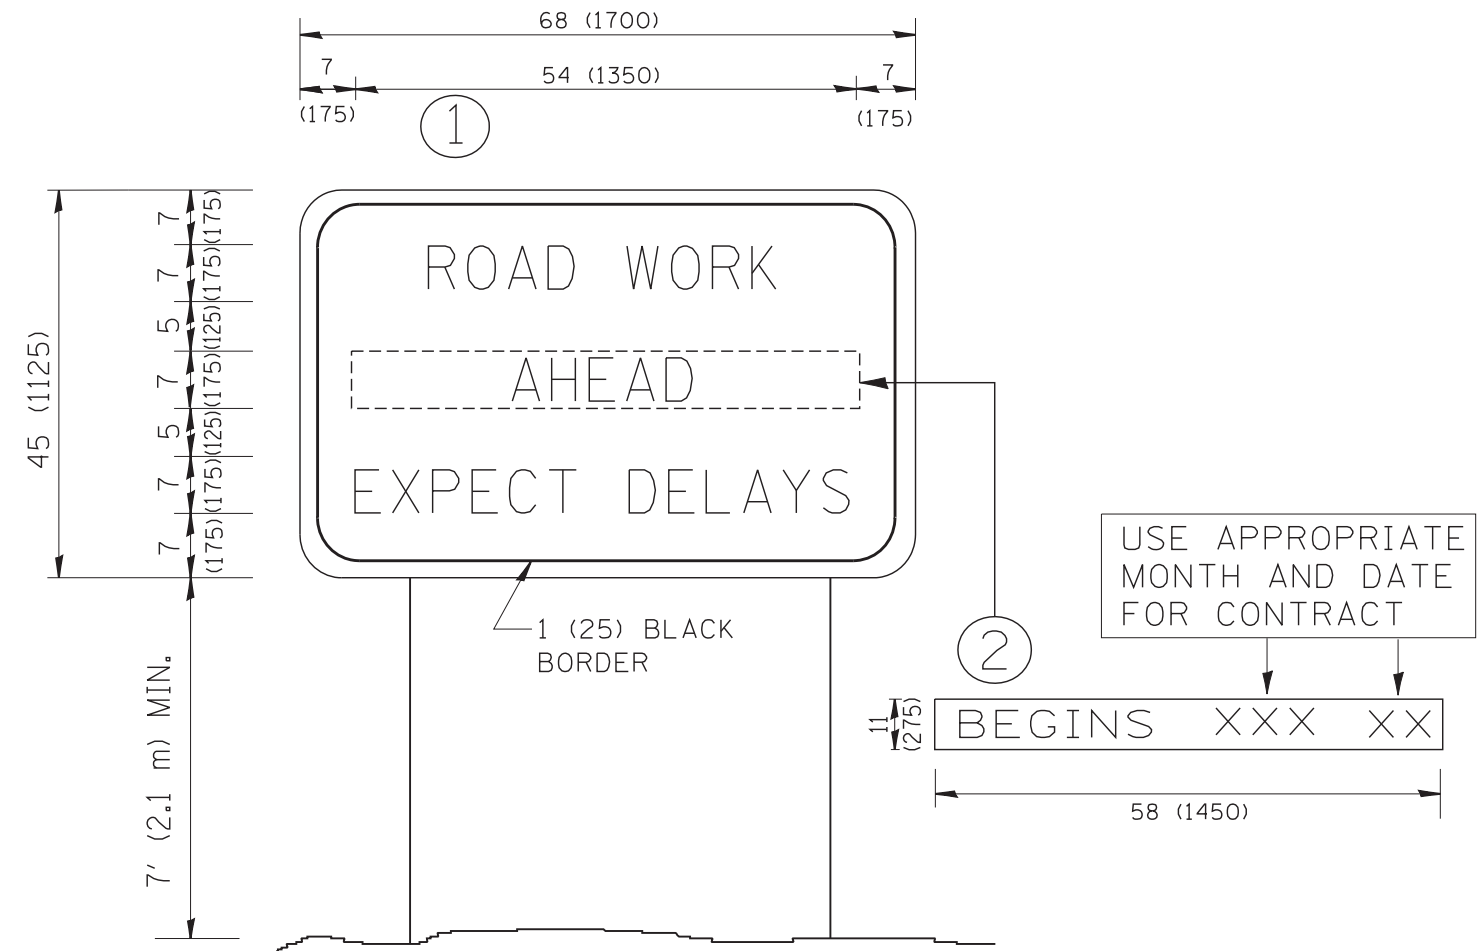 68 (1700)
7
54 (1350)
7
(175)
(175)
1
7
(175)
7
(175)
5
(125)
7
(175)
5
(125)
7
(175)
7
(175)
45 (1125)
ROAD WORK
AHEAD
EXPECT DELAYS
1 (25) BLACK
BORDER
7' (2.1 m) MIN.
USE APPROPRIATE
MONTH AND DATE
FOR CONTRACT
2
11
(275)
BEGINS XXX XX
58 (1450)